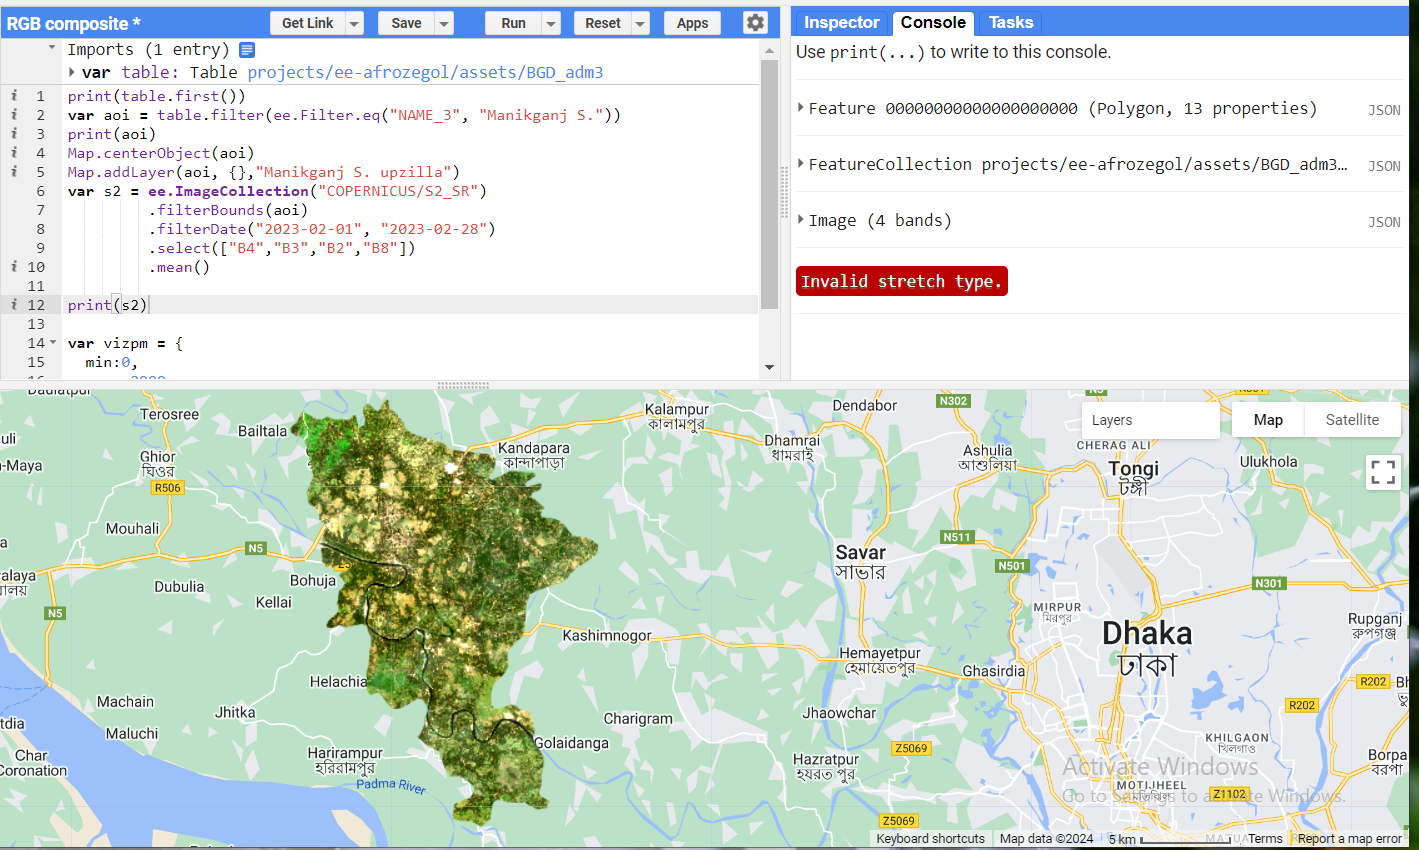 RGB composite *
Get Link
Save
Run
Reset
Apps
Imports (1 entry)
var table: Table projects/ee-afrozegol/assets/BGD_adm3
1 print(table.first())
2 var aoi = table.filter(ee.Filter.eq("NAME_3", "Manikganj S."))
3 print(aoi)
4 Map.centerObject(aoi)
5 Map.addLayer(aoi, {},"Manikganj S. upzilla")
6 var s2 = ee.ImageCollection("COPERNICUS/S2_SR")
7 .filterBounds(aoi)
8 .filterDate("2023-02-01", "2023-02-28")
9 .select(["B4","B3","B2","B8"])
10 .mean()
11
12 print(s2)
13
14 var vizpm = {
15 min:0,
Inspector
Console
Tasks
Use print(...) to write to this console.
Feature 00000000000000000000 (Polygon, 13 properties)
JSON
FeatureCollection projects/ee-afrozegol/assets/BGD_adm3…
JSON
Image (4 bands)
JSON
Invalid stretch type.
Layers
Map
Satellite
Daulatpur
Terosree
Bailtala
uli
-Maya
Ghior
ঘিওর
R506
Mouhali
a
N5
Bohuja
Dubulia
Kellai
N5
Helachia
Machain
Jhitka
Maluchi
tdia
Char
Coronation
Harirampur
হরিরামপুর
Padma River
Kalampur
কালামপুর
Kandapara
কান্দাপাড়া
Dhamrai
ধামরাই
Dendabor
N302
Ashulia
আশুলিয়া
CHERAG ALI
Tongi
টঙ্গী
Ulukhola
Savar
সাভার
N511
N501
N301
MIRPUR
মিরপুর
Dhaka
ঢাকা
Rupganj
রূপগঞ্জ
Kashimnogor
Hemayetpur
হেমায়েতপুর
Ghasirdia
R202
R202
Charigram
Jhaowchar
Golaidanga
Z5069
Hazratpur
হযরত পুর
KHILGAON
খিলগাঁও
Borpa
বরপা
MOTIJHEEL
মতিঝিল
Z1102
Z5069
Activate Windows
Go to Settings to activate Windows.
Keyboard shortcuts
Map data ©2024
5 km
Terms
Report a map error